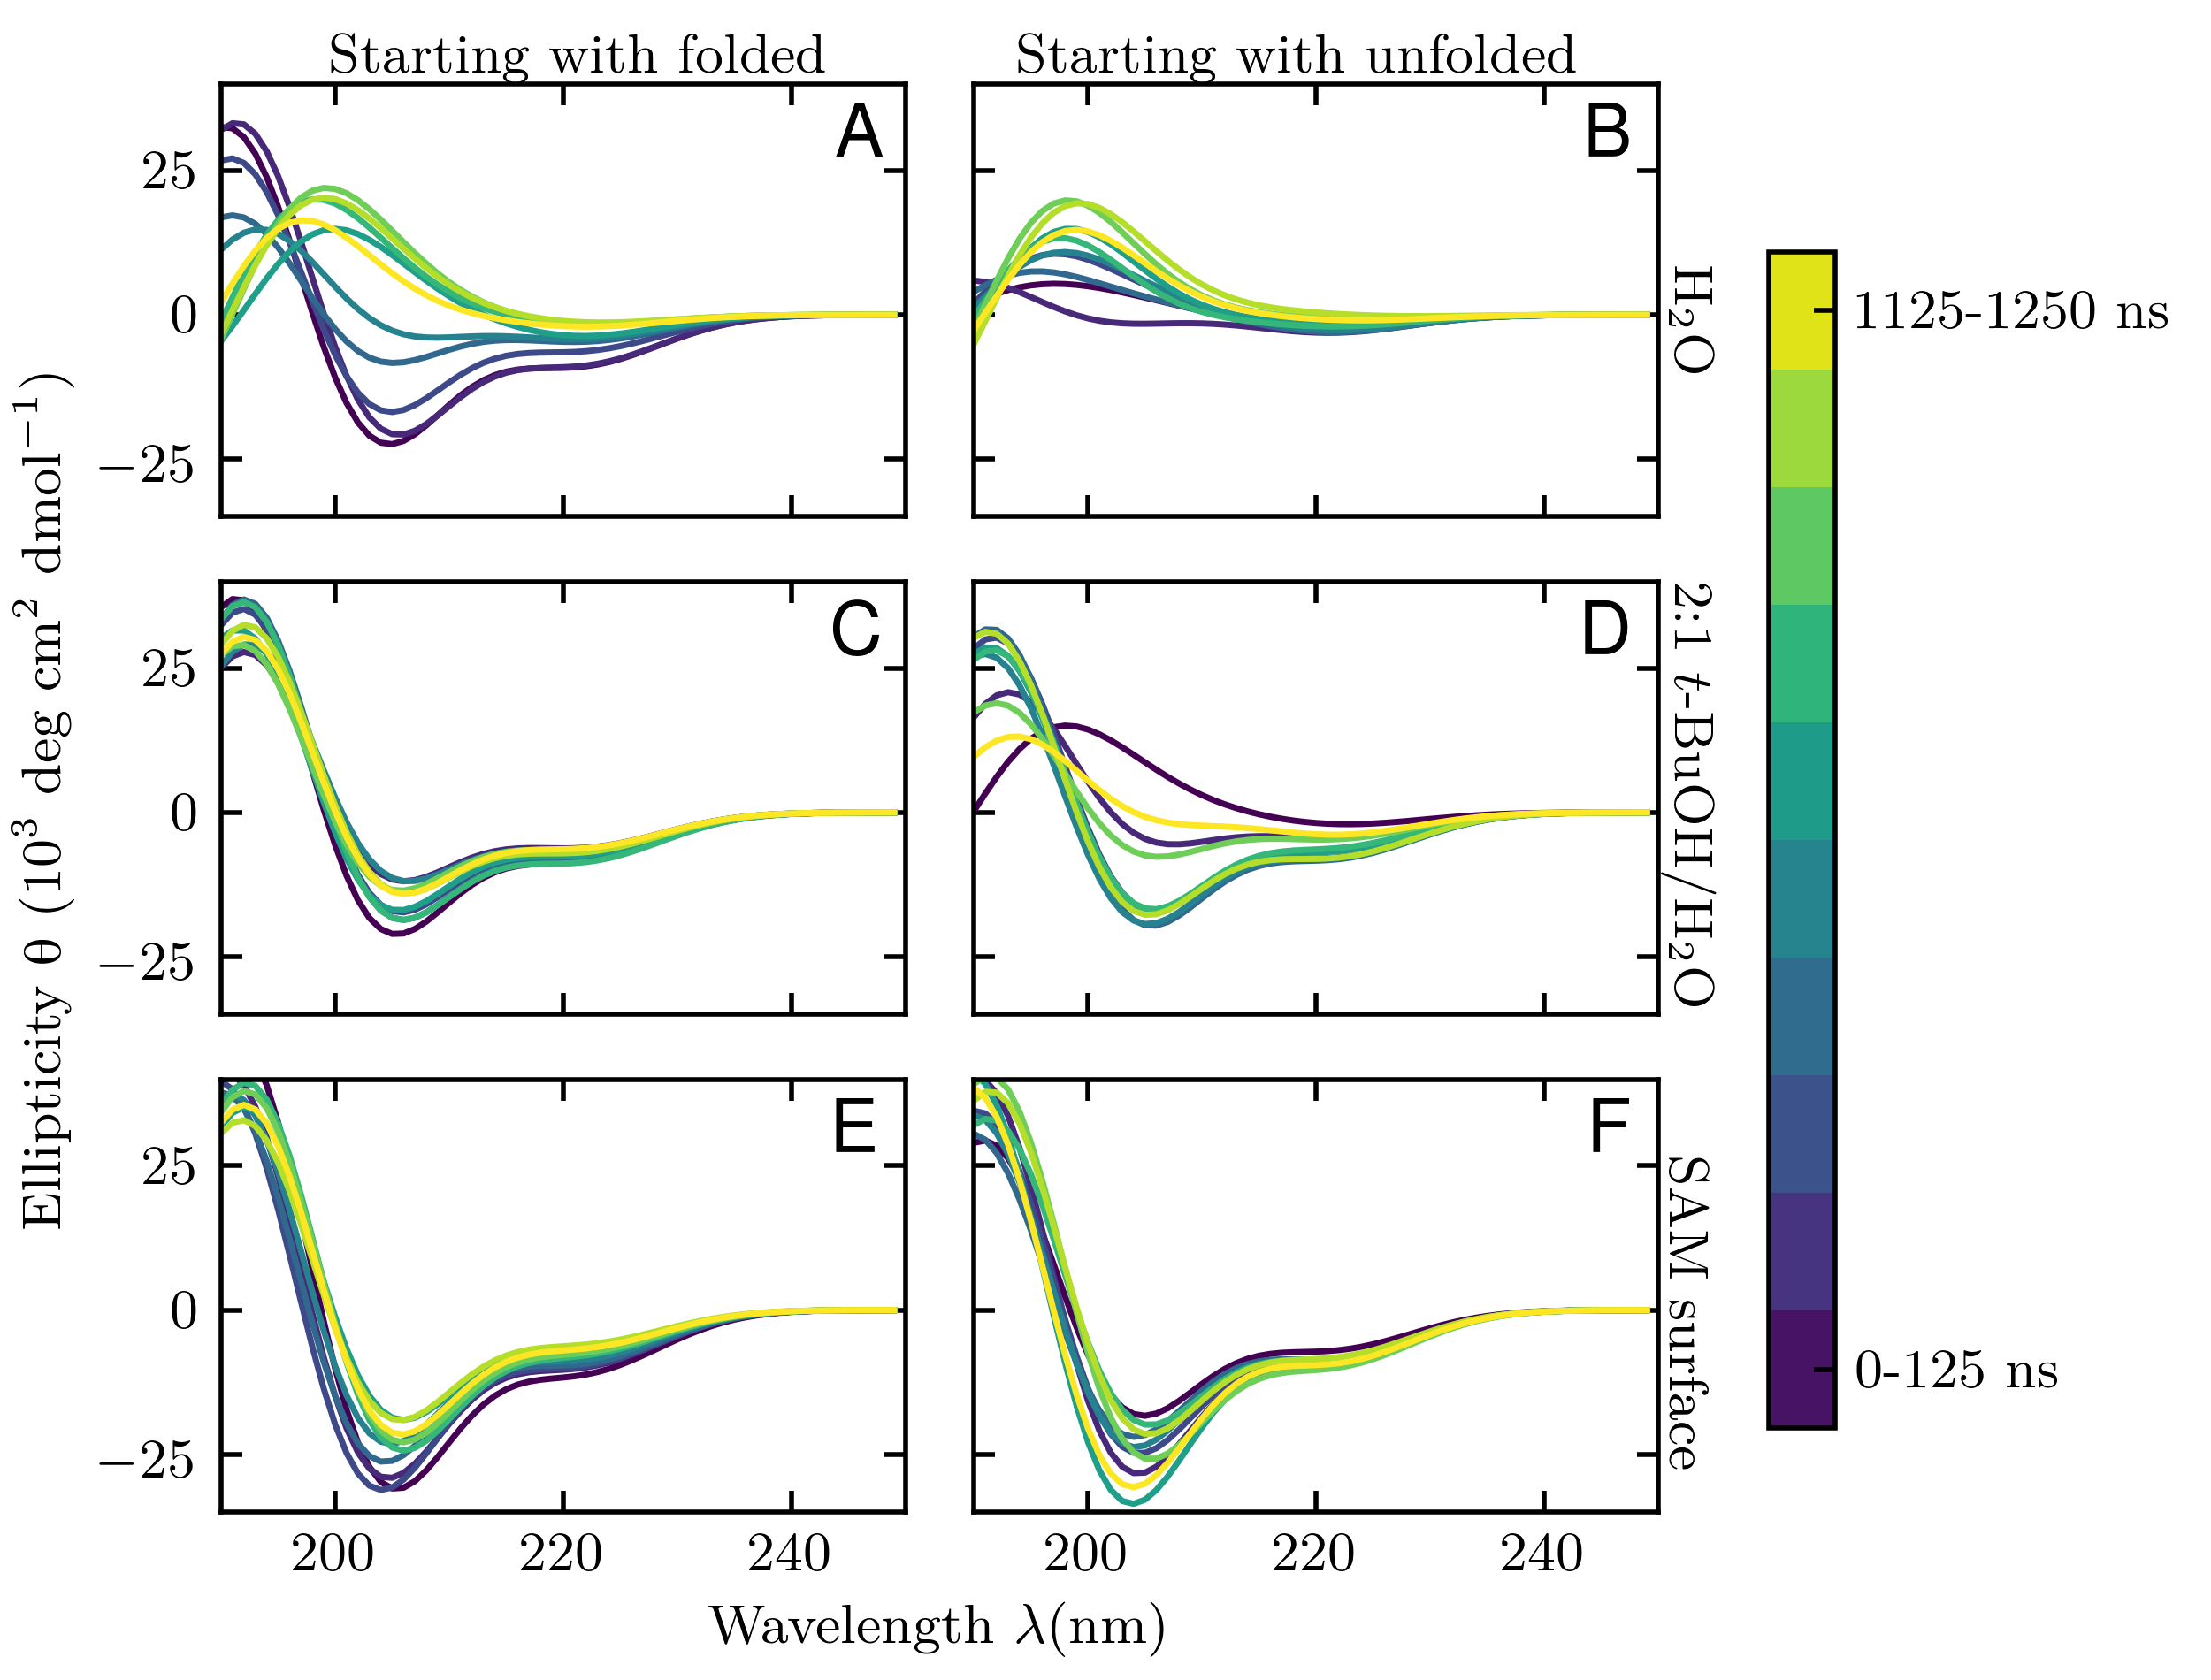 Starting with folded
Starting with unfolded
A
B
25
0
−25
H₂O
C
D
25
0
−25
2:1 t-BuOH/H₂O
E
F
25
0
−25
SAM surface
200
220
240
200
220
240
Wavelength λ(nm)
Ellipticity θ (10³ deg cm² dmol⁻¹)
1125-1250 ns
0-125 ns